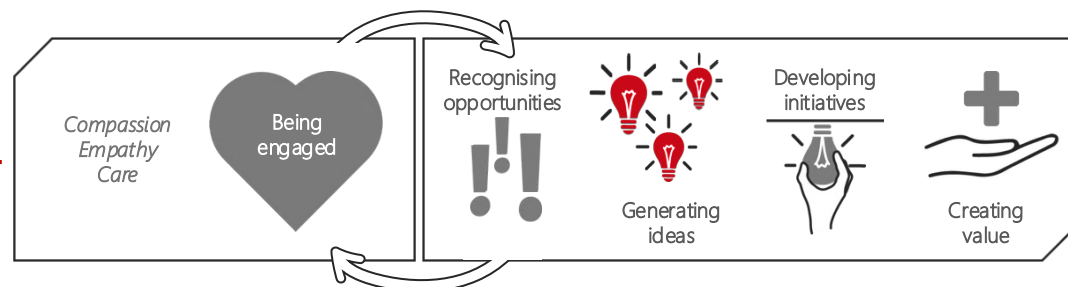 Compassion
Empathy
Care
Being
engaged
Recognising
opportunities
Generating
ideas
Developing
initiatives
Creating
value